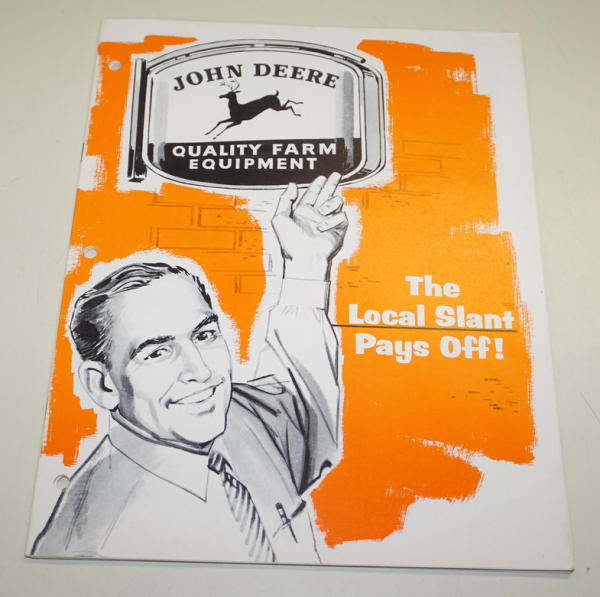 JOHN DEERE
QUALITY FARM
EQUIPMENT
The
Local Slant
Pays Off!